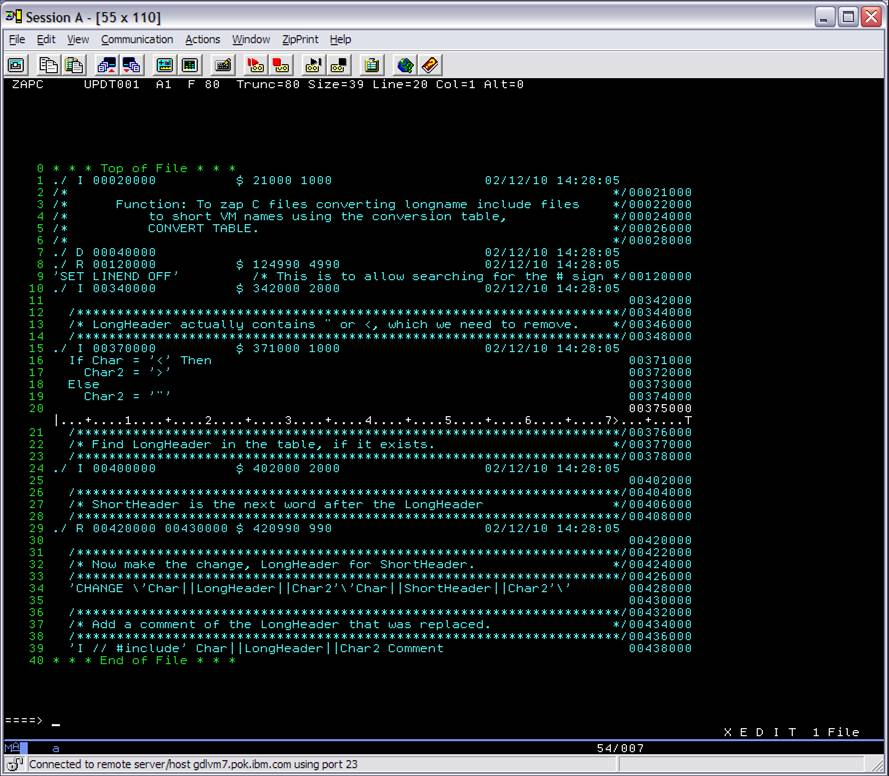 Session A - [55 x 110]
File Edit View Communication Actions Window ZipPrint Help
ZAPC     UPDT001  A1  F 80  Trunc=80 Size=39 Line=20 Col=1 Alt=0
0 * * * Top of File * * *
1 ./ I 00020000          $ 21000 1000                   02/12/10 14:28:05
2 /*                                                                     */00021000
3 /*      Function: To zap C files converting longname include files    */00022000
4 /*          to short VM names using the conversion table,             */00024000
5 /*          CONVERT TABLE.                                            */00026000
6 /*                                                                     */00028000
7 ./ D 00040000                                         02/12/10 14:28:05
8 ./ R 00120000          $ 124990 4990                  02/12/10 14:28:05
9 'SET LINEND OFF'         /* This is to allow searching for the # sign */00120000
10 ./ I 00340000          $ 342000 2000                  02/12/10 14:28:05
11                                                                        00342000
12   /*********************************************************************/00344000
13   /* LongHeader actually contains " or <, which we need to remove.    */00346000
14   /*********************************************************************/00348000
15 ./ I 00370000          $ 371000 1000                  02/12/10 14:28:05
16   If Char = '<' Then                                                   00371000
17     Char2 = '>'                                                        00372000
18   Else                                                                 00373000
19     Char2 = '"'                                                        00374000
20                                                                        00375000
|...+....1....+....2....+....3....+....4....+....5....+....6....+....7>...+....T
21   /*********************************************************************/00376000
22   /* Find LongHeader in the table, if it exists.                      */00377000
23   /*********************************************************************/00378000
24 ./ I 00400000          $ 402000 2000                  02/12/10 14:28:05
25                                                                        00402000
26   /*********************************************************************/00404000
27   /* ShortHeader is the next word after the LongHeader                */00406000
28   /*********************************************************************/00408000
29 ./ R 00420000 00430000 $ 420990 990                   02/12/10 14:28:05
30                                                                        00420000
31   /*********************************************************************/00422000
32   /* Now make the change, LongHeader for ShortHeader.                 */00424000
33   /*********************************************************************/00426000
34   'CHANGE \'Char||LongHeader||Char2'\'Char||ShortHeader||Char2'\'      00428000
35                                                                        00430000
36   /*********************************************************************/00432000
37   /* Add a comment of the LongHeader that was replaced.               */00434000
38   /*********************************************************************/00436000
39   'I // #include' Char||LongHeader||Char2 Comment                      00438000
40 * * * End of File * * *
====> _
X E D I T  1 File
MA    a    54/007
Connected to remote server/host gdlvm7.pok.ibm.com using port 23